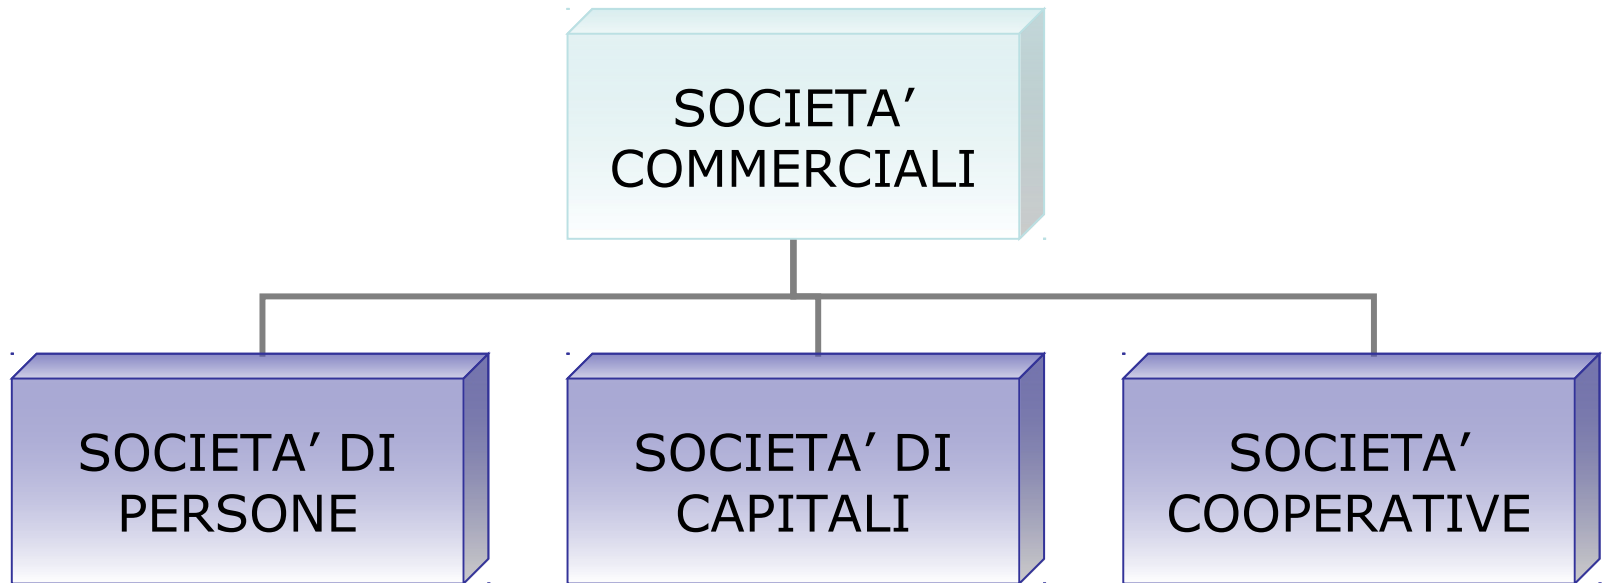 SOCIETA’
COMMERCIALI
SOCIETA’ DI
PERSONE
SOCIETA’ DI
CAPITALI
SOCIETA’
COOPERATIVE